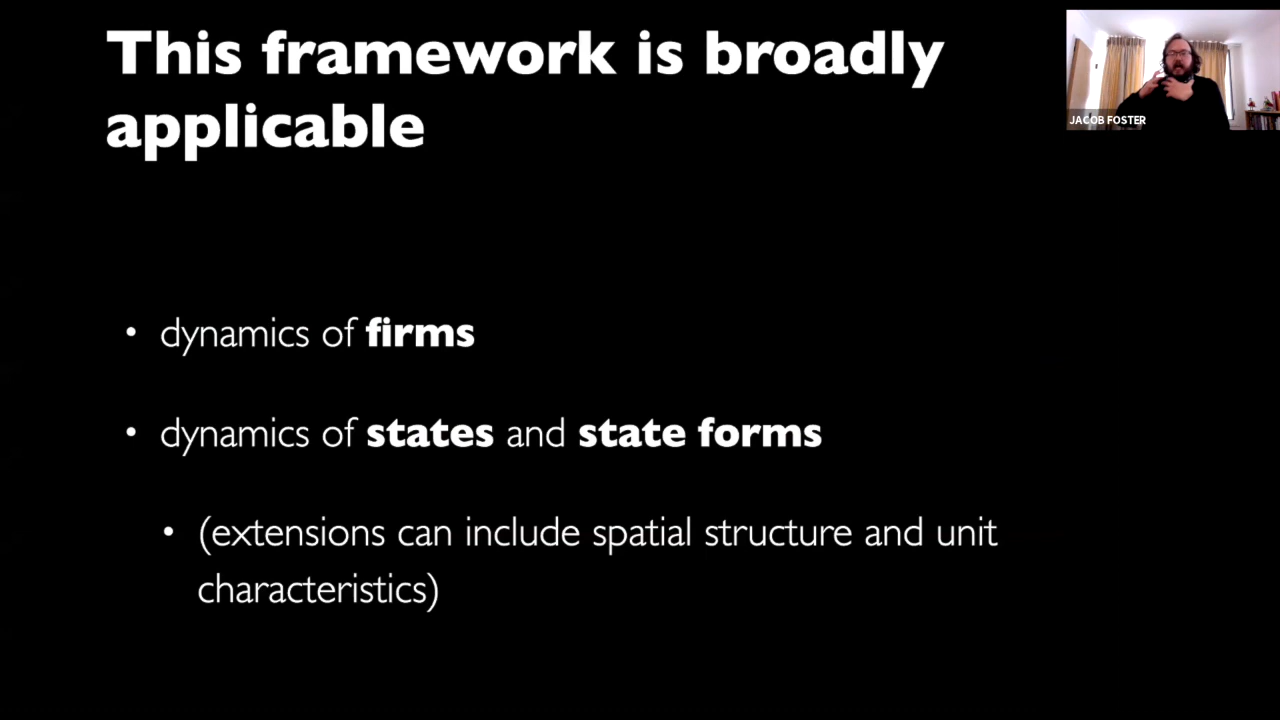 This framework is broadly
applicable
JACOB FOSTER
• dynamics of firms
• dynamics of states and state forms
• (extensions can include spatial structure and unit
characteristics)